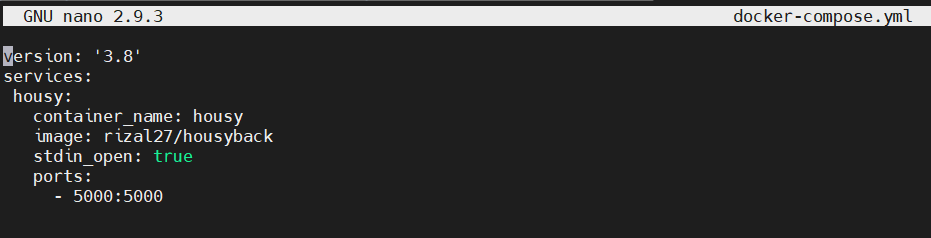 GNU nano 2.9.3 docker-compose.yml
version: '3.8'
services:
 housy:
   container_name: housy
   image: rizal27/housyback
   stdin_open: true
   ports:
     - 5000:5000